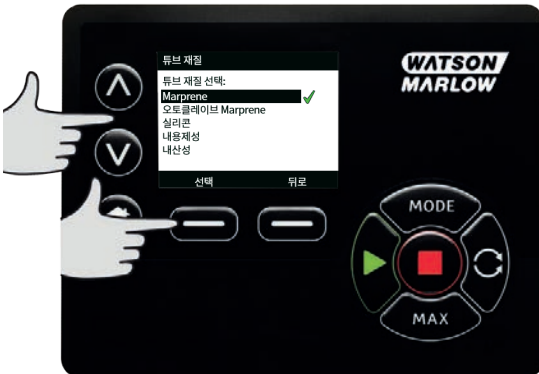 튜브 재질
튜브 재질 선택:
Marprene
오토클레이브 Marprene
실리콘
내용제성
내산성
선택 뒤로
WATSON
MARLOW
MODE
MAX